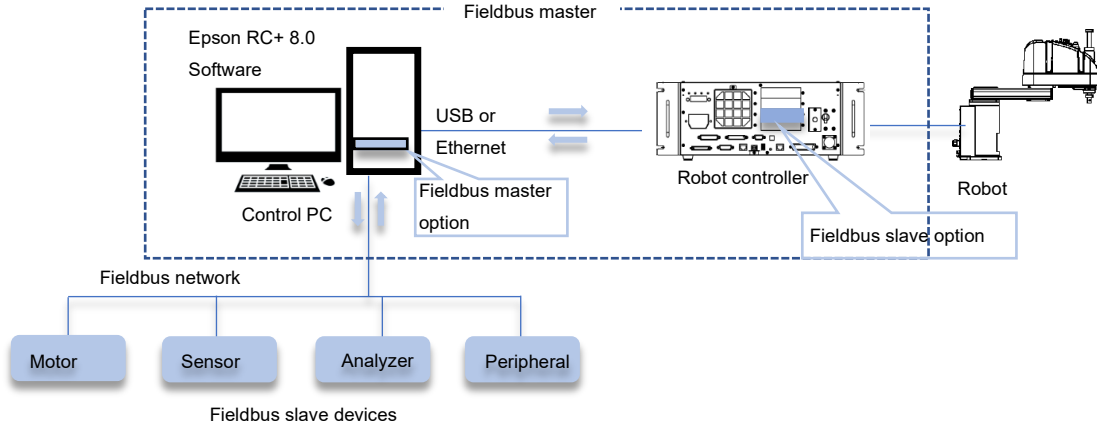 Fieldbus master
Epson RC+ 8.0
Software
USB or
Ethernet
Fieldbus master
option
Control PC
Robot controller
Robot
Fieldbus slave option
Fieldbus network
Motor
Sensor
Analyzer
Peripheral
Fieldbus slave devices